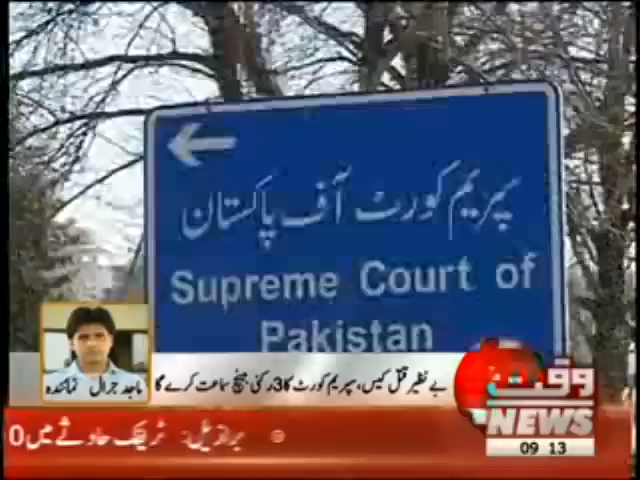 سپریم کورٹ آف پاکستان
Supreme Court of
Pakistan
بے نظیر قتل کیس، سپریم کورٹ کا 3 رکنی بینچ سماعت کرے گا
ماجد جرال نمائندہ
وقت
NEWS
برازیل: ٹریفک حادثے میں 0
09 13